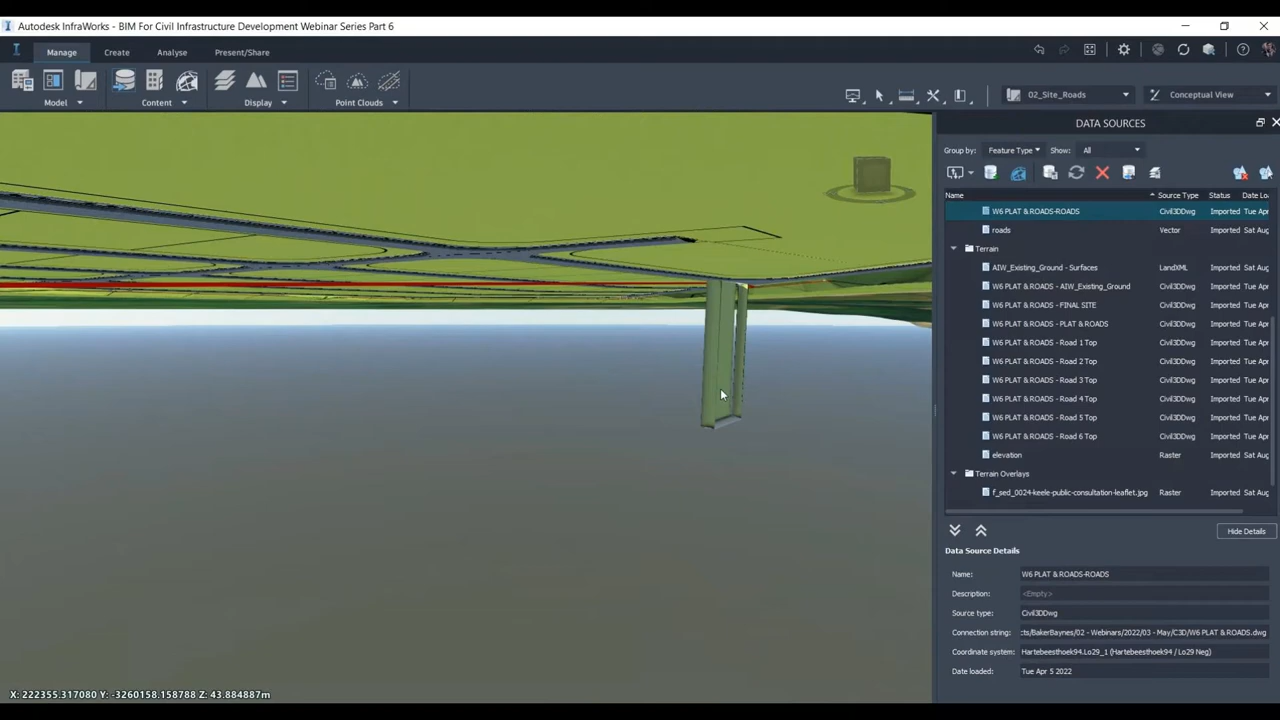 Autodesk InfraWorks - BIM For Civil Infrastructure Development Webinar Series Part 6
Manage Create Analyse Present/Share
Model Content Display Point Clouds
02_Site_Roads Conceptual View
DATA SOURCES
Group by: Feature Type Show: All
Name Source Type Status Date Lo
W6 PLAT & ROADS-ROADS Civil3DDwg Imported Tue Apr
roads Vector Imported Sat Aug
Terrain
AIW_Existing_Ground - Surfaces LandXML Imported Tue Apr
W6 PLAT & ROADS - AIW_Existing_Ground Civil3DDwg Imported Tue Apr
W6 PLAT & ROADS - FINAL SITE Civil3DDwg Imported Tue Apr
W6 PLAT & ROADS - PLAT & ROADS Civil3DDwg Imported Tue Apr
W6 PLAT & ROADS - Road 1 Top Civil3DDwg Imported Tue Apr
W6 PLAT & ROADS - Road 2 Top Civil3DDwg Imported Tue Apr
W6 PLAT & ROADS - Road 3 Top Civil3DDwg Imported Tue Apr
W6 PLAT & ROADS - Road 4 Top Civil3DDwg Imported Tue Apr
W6 PLAT & ROADS - Road 5 Top Civil3DDwg Imported Tue Apr
W6 PLAT & ROADS - Road 6 Top Civil3DDwg Imported Tue Apr
elevation Raster Imported Sat Aug
Terrain Overlays
f_sed_0024-keele-public-consultation-leaflet.jpg Raster Imported Sat Aug
Hide Details
Data Source Details
Name: W6 PLAT & ROADS-ROADS
Description: <Empty>
Source type: Civil3DDwg
Connection string: :ts/BakerBaynes/02 - Webinars/2022/03 - May/C3D/W6 PLAT & ROADS.dwg
Coordinate system: Hartebeesthoek94.Lo29_1 (Hartebeesthoek94 / Lo29 Neg)
Date loaded: Tue Apr 5 2022
X: 222355.317080 Y: -3260158.158788 Z: 43.884887m